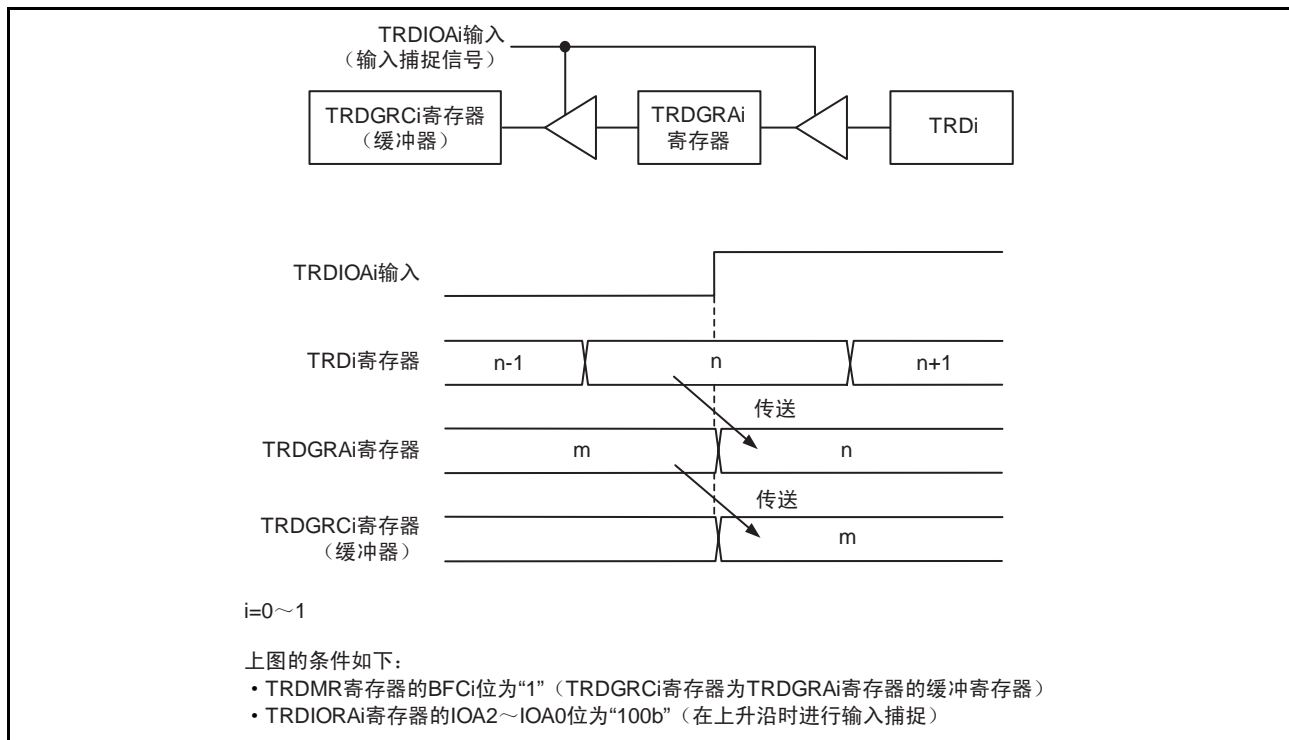 TRDIOAi输入
（输入捕捉信号）
TRDGRCi寄存器
（缓冲器）
TRDGRAi
寄存器
TRDi
TRDIOAi输入
TRDi寄存器
n-1
n
n+1
传送
TRDGRAi寄存器
m
n
传送
TRDGRCi寄存器
（缓冲器）
m
i=0～1
上图的条件如下：
・TRDMR寄存器的BFCi位为“1”（TRDGRCi寄存器为TRDGRAi寄存器的缓冲寄存器）
・TRDIORAi寄存器的IOA2～IOA0位为“100b”（在上升沿时进行输入捕捉）